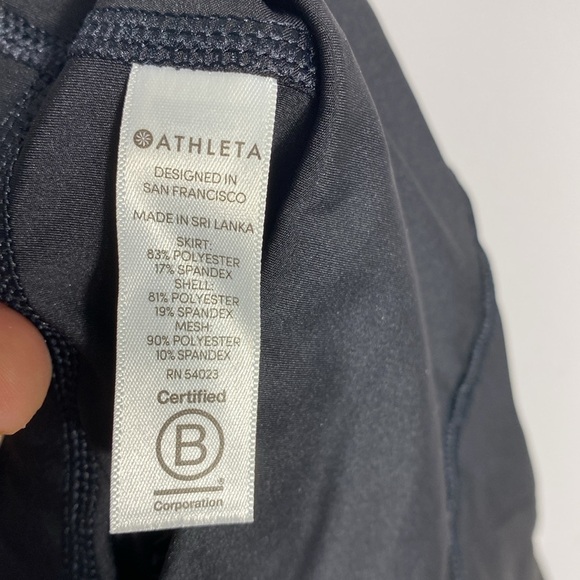 ATHLETA
DESIGNED IN
SAN FRANCISCO
MADE IN SRI LANKA
SKIRT:
83% POLYESTER
17% SPANDEX
SHELL:
81% POLYESTER
19% SPANDEX
MESH:
90% POLYESTER
10% SPANDEX
RN 54023
Certified
B
®
Corporation